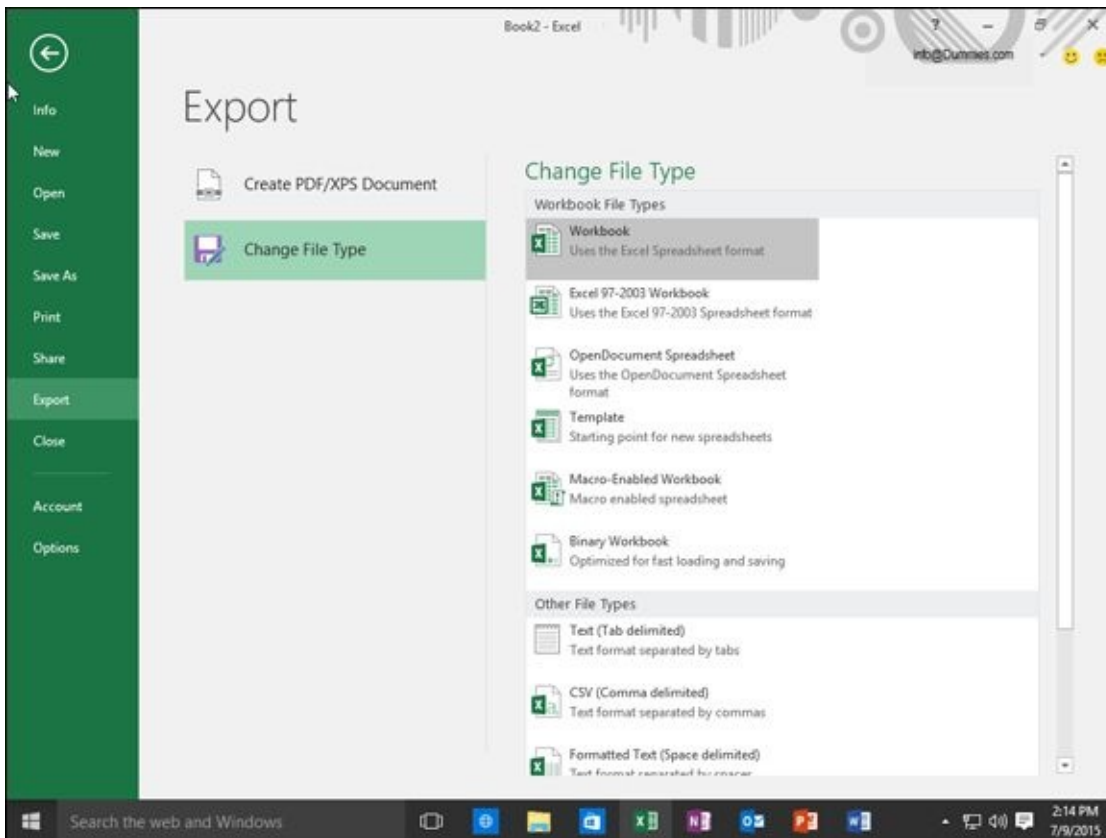 Book2 - Excel
?
info@Dummies.com
Info
New
Open
Save
Save As
Print
Share
Export
Close
Account
Options
Export
Create PDF/XPS Document
Change File Type
Change File Type
Workbook File Types
Workbook
Uses the Excel Spreadsheet format
Excel 97-2003 Workbook
Uses the Excel 97-2003 Spreadsheet format
OpenDocument Spreadsheet
Uses the OpenDocument Spreadsheet
format
Template
Starting point for new spreadsheets
Macro-Enabled Workbook
Macro enabled spreadsheet
Binary Workbook
Optimized for fast loading and saving
Other File Types
Text (Tab delimited)
Text format separated by tabs
CSV (Comma delimited)
Text format separated by commas
Formatted Text (Space delimited)
Text format separated by spaces
Search the web and Windows
2:14 PM
7/9/2015